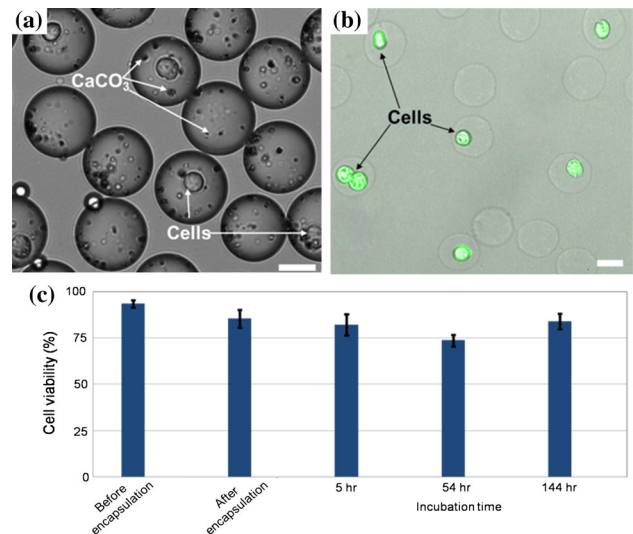 (a)
CaCO3
Cells
(b)
Cells
(c)
Cell viability (%)
100
75
50
25
0
Before encapsulation
After encapsulation
5 hr
54 hr
144 hr
Incubation time